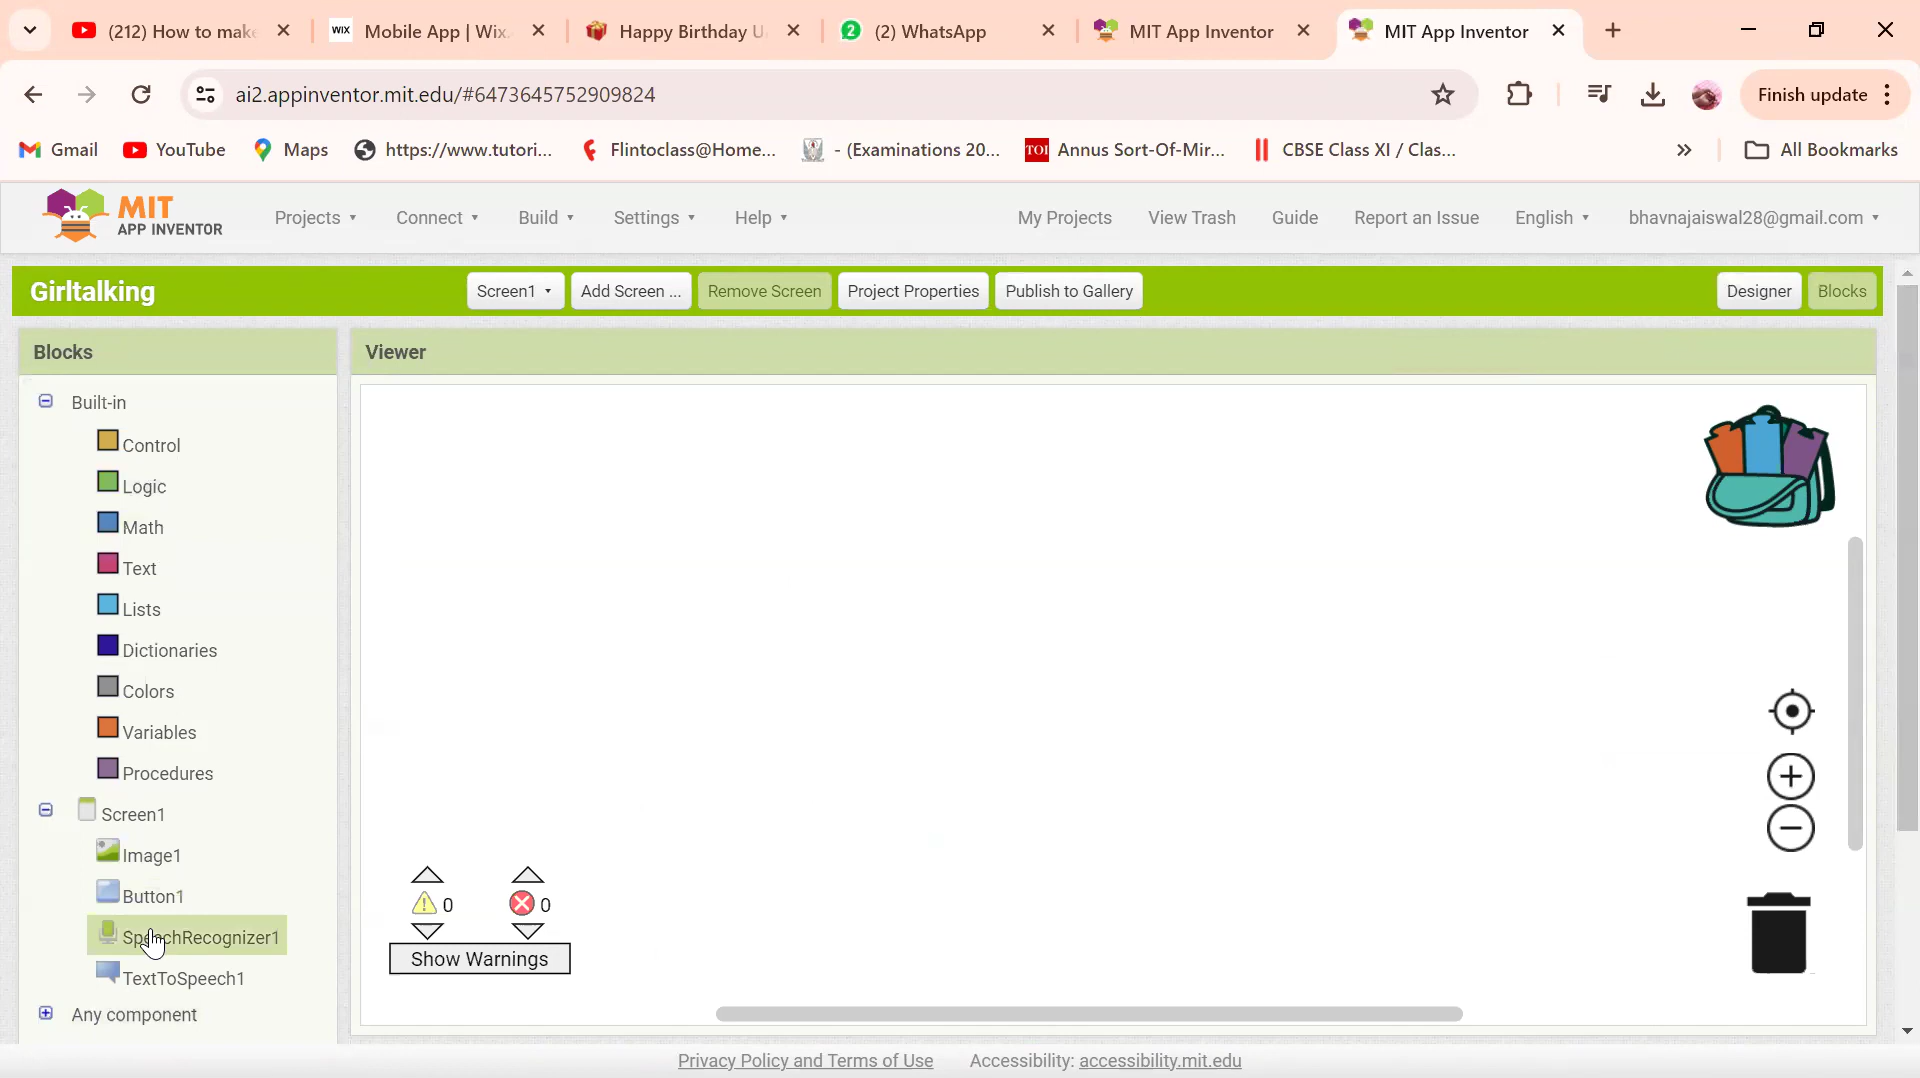 (212) How to make
WIX
Mobile App | Wix.
Happy Birthday U
2
(2) WhatsApp
MIT App Inventor
MIT App Inventor
ai2.appinventor.mit.edu/#6473645752909824
Finish update
Gmail
YouTube
Maps
https://www.tutori...
Flintoclass@Home...
- (Examinations 20...
TOI
Annus Sort-Of-Mir...
CBSE Class XI / Clas...
»
All Bookmarks
MIT
APP INVENTOR
Projects
Connect
Build
Settings
Help
My Projects
View Trash
Guide
Report an Issue
English
bhavnajaiswal28@gmail.com
Girltalking
Screen1
Add Screen ...
Remove Screen
Project Properties
Publish to Gallery
Designer
Blocks
Blocks
Viewer
Built-in
Control
Logic
Math
Text
Lists
Dictionaries
Colors
Variables
Procedures
Screen1
Image1
Button1
SpeechRecognizer1
TextToSpeech1
Any component
0
0
Show Warnings
Privacy Policy and Terms of Use
Accessibility: accessibility.mit.edu